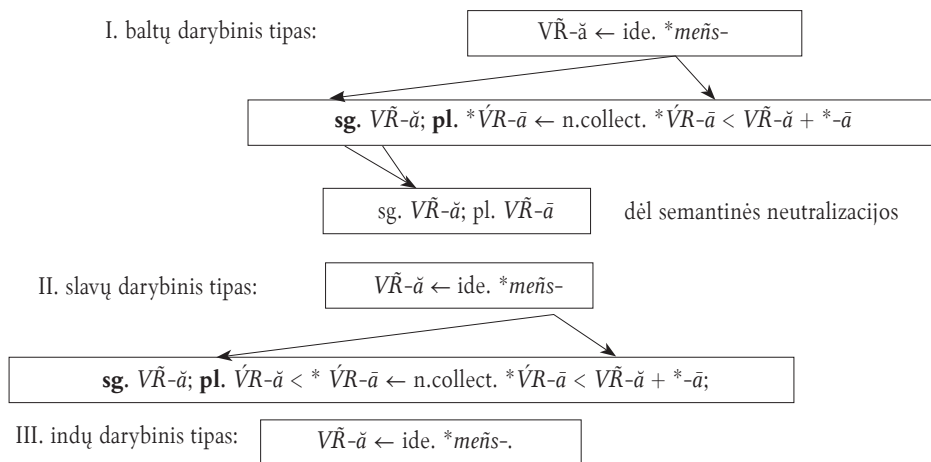 I. baltų darybinis tipas: VR̃-ă ← ide. *meñs-
sg. VR̃-ă; pl. *V́R-ā ← n.collect. *V́R-ā < VR̃-ă + *-ā
sg. VR̃-ă; pl. VR̃-ā dėl semantinės neutralizacijos
II. slavų darybinis tipas: VR̃-ă ← ide. *meñs-
sg. VR̃-ă; pl. V́R-ă < * V́R-ā ← n.collect. *V́R-ā < VR̃-ă + *-ā;
III. indų darybinis tipas: VR̃-ă ← ide. *meñs-.